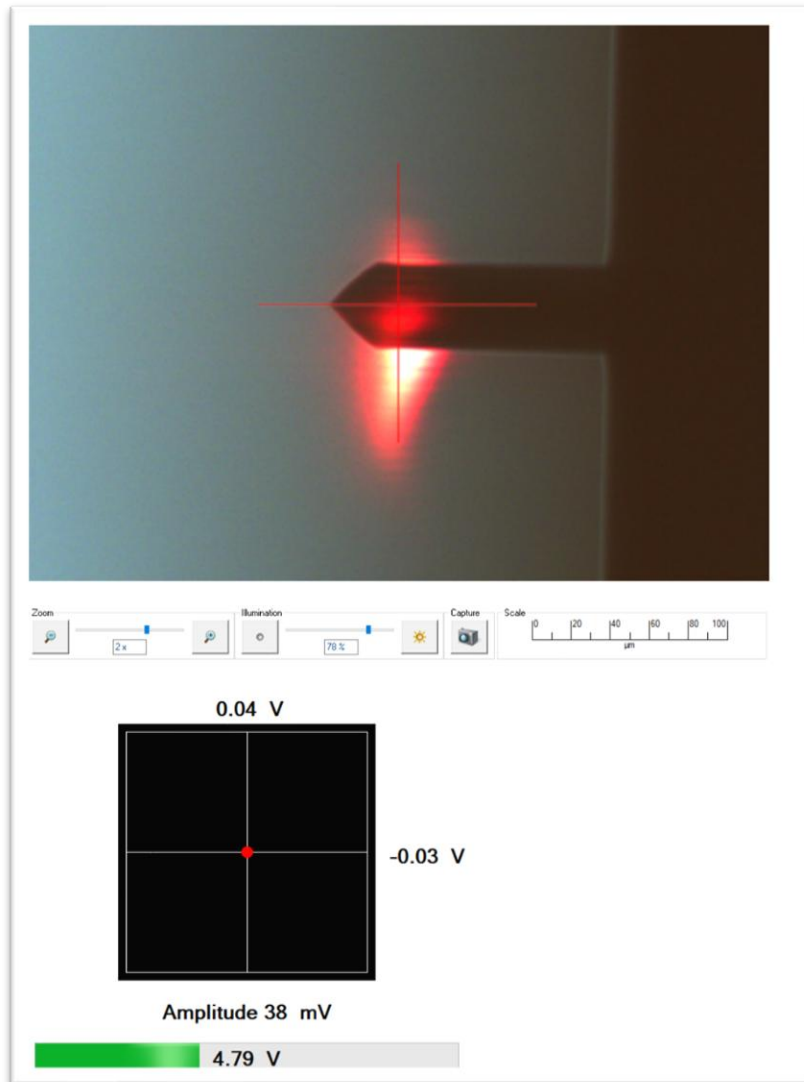 Zoom
2 x
Illumination
78 %
Capture
Scale
0 20 40 60 80 100
µm
0.04 V
-0.03 V
Amplitude 38 mV
4.79 V